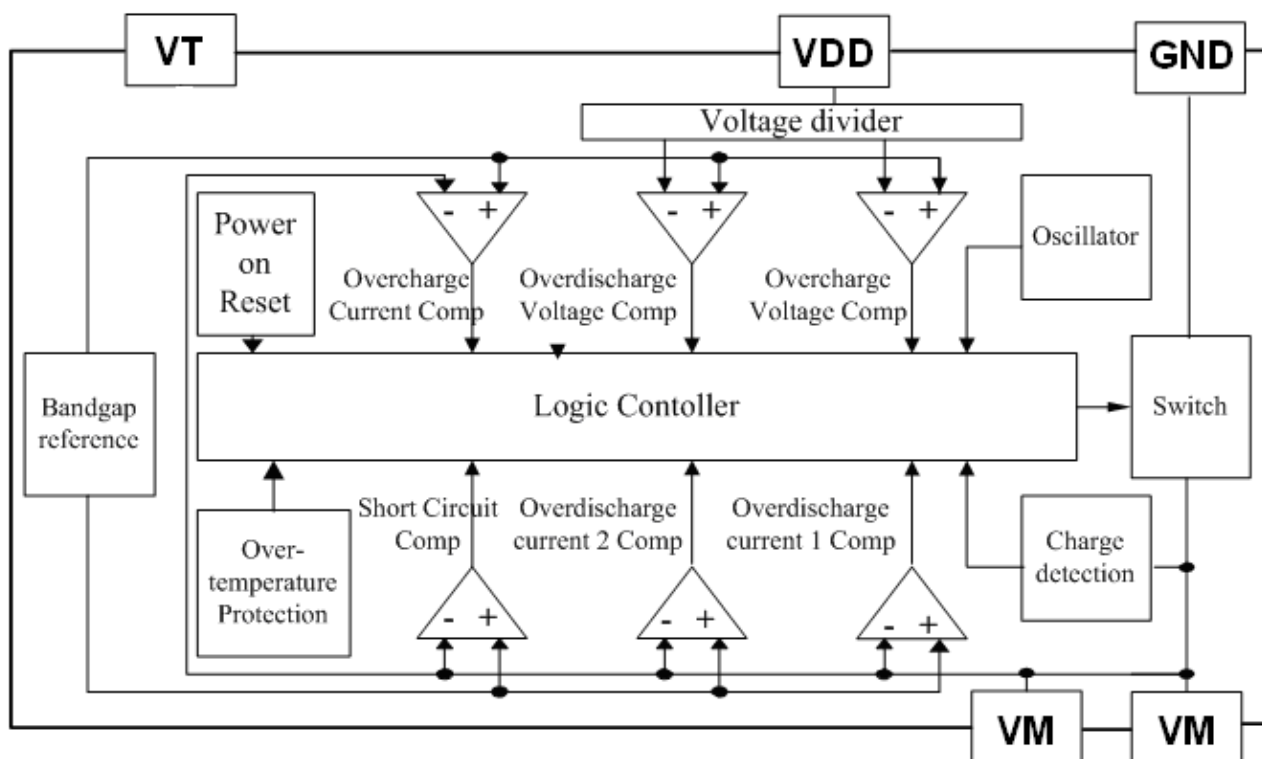 VT
VDD
GND
Voltage divider
- +
- +
- +
Power
on
Reset
Oscillator
Overcharge
Current Comp
Overdischarge
Voltage Comp
Overcharge
Voltage Comp
Bandgap
reference
Logic Contoller
Switch
Short Circuit
Comp
Overdischarge
current 2 Comp
Overdischarge
current 1 Comp
Over-
temperature
Protection
Charge
detection
- +
- +
- +
VM
VM